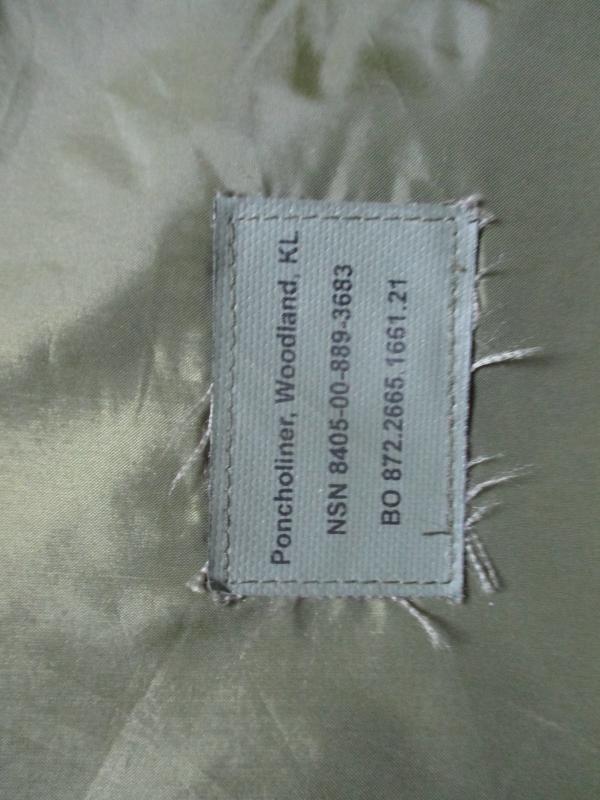 Poncholiner, Woodland, KL
NSN 8405-00-889-3683
BO 872.2665.1661.21